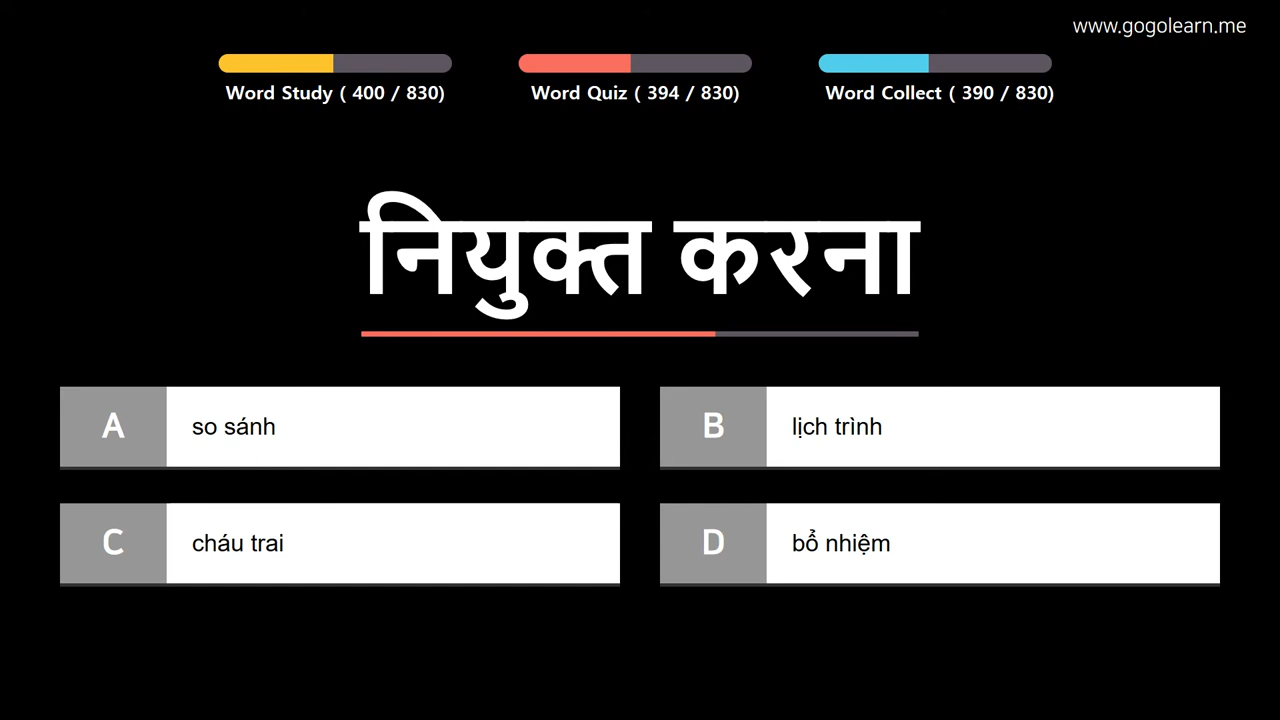 www.gogolearn.me
Word Study ( 400 / 830)
Word Quiz ( 394 / 830)
Word Collect ( 390 / 830)
नियुक्त करना
A so sánh
B lịch trình
C cháu trai
D bổ nhiệm